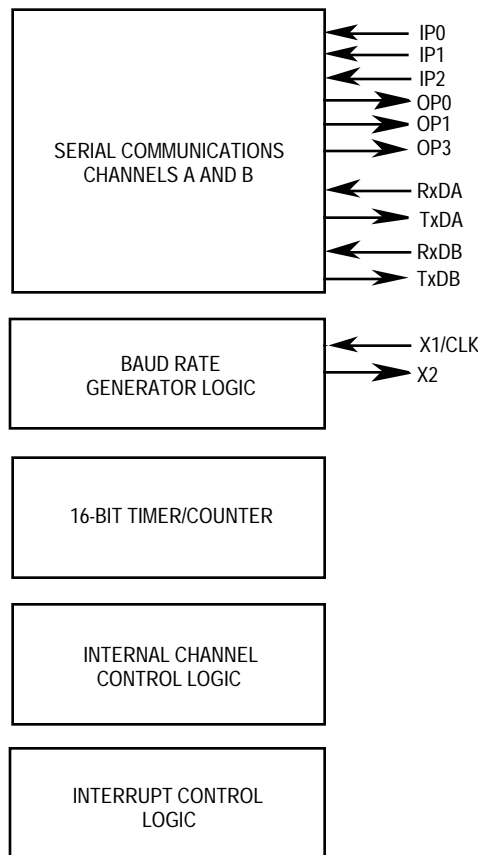 IP0
IP1
IP2
OP0
OP1
OP3
SERIAL COMMUNICATIONS
CHANNELS A AND B
RxDA
TxDA
RxDB
TxDB
X1/CLK
X2
BAUD RATE
GENERATOR LOGIC
16-BIT TIMER/COUNTER
INTERNAL CHANNEL
CONTROL LOGIC
INTERRUPT CONTROL
LOGIC